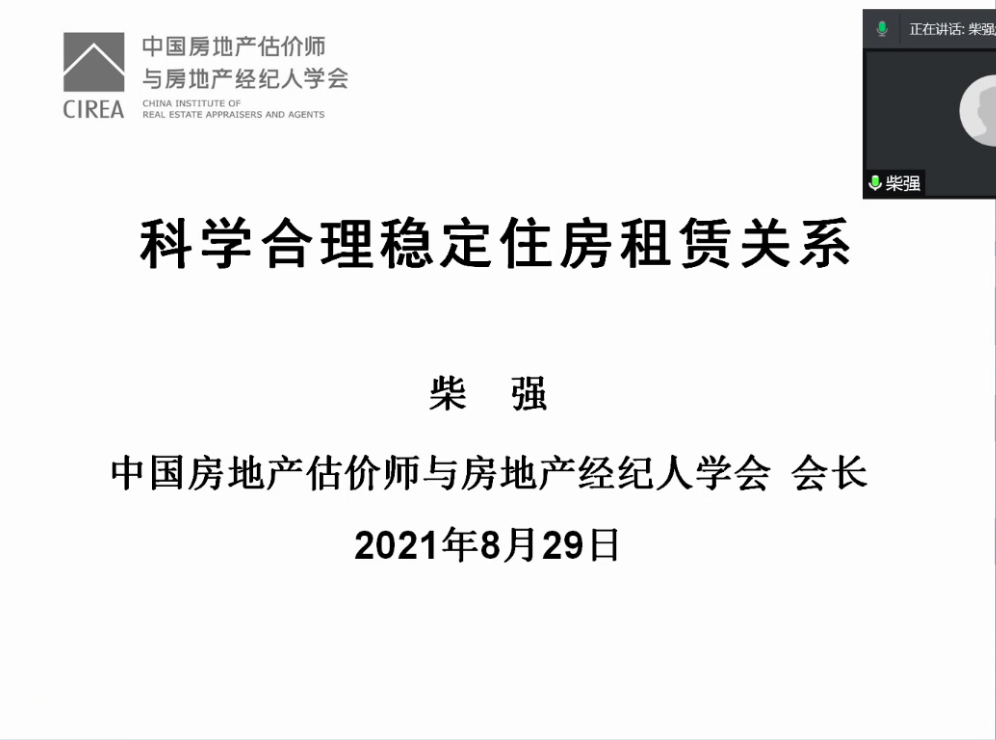 中国房地产估价师
与房地产经纪人学会
CIREA
CHINA INSTITUTE OF
REAL ESTATE APPRAISERS AND AGENTS
正在讲话: 柴强;
柴强
科学合理稳定住房租赁关系
柴 强
中国房地产估价师与房地产经纪人学会 会长
2021年8月29日